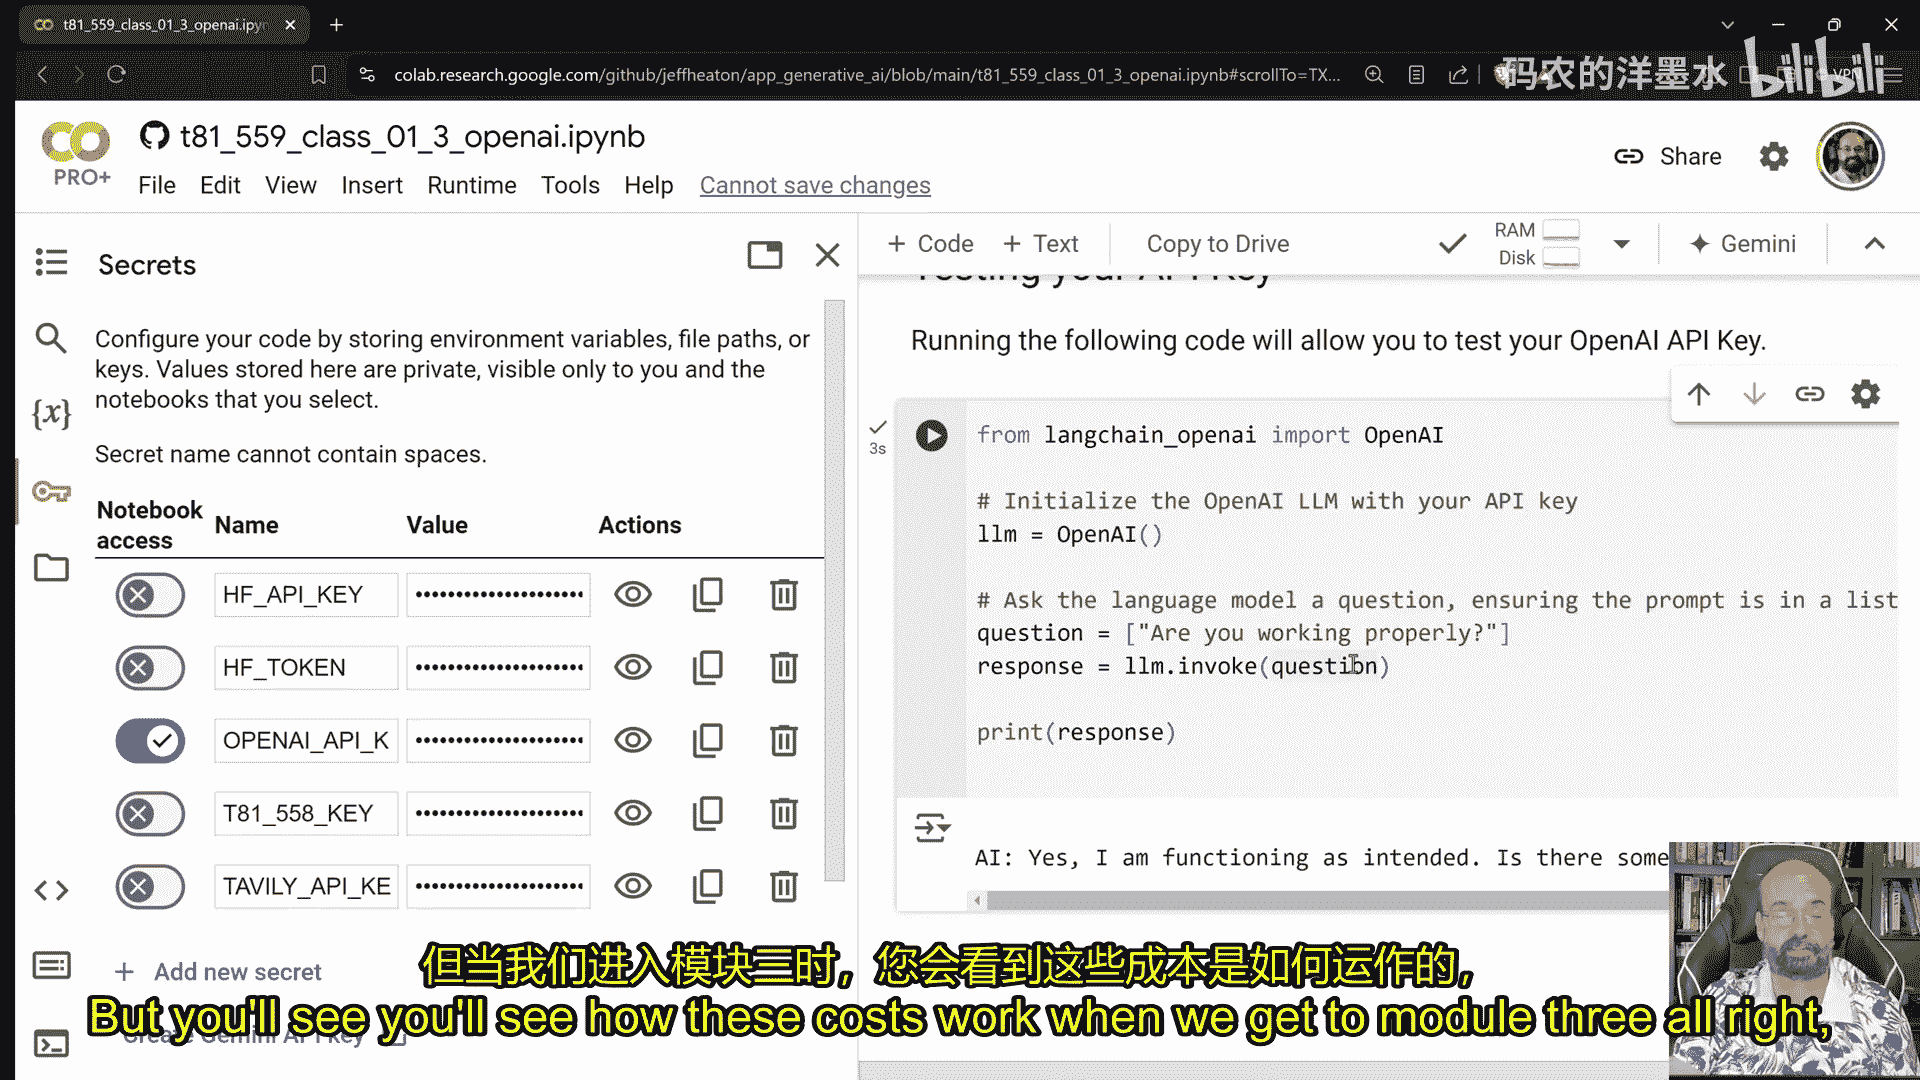 t81_559_class_01_3_openai.ipyn
colab.research.google.com/github/jeffheaton/app_generative_ai/blob/main/t81_559_class_01_3_openai.ipynb#scrollTo=TX...
码农的洋墨水 bilibili
VPN
t81_559_class_01_3_openai.ipynb
PRO+
File Edit View Insert Runtime Tools Help Cannot save changes
Share
Secrets
+ Code + Text Copy to Drive
RAM
Disk
Gemini
Testing your API Key
Configure your code by storing environment variables, file paths, or
keys. Values stored here are private, visible only to you and the
notebooks that you select.
Secret name cannot contain spaces.
Notebook
access
Name Value Actions
HF_API_KEY
HF_TOKEN
OPENAI_API_K
T81_558_KEY
TAVILY_API_KE
+ Add new secret
Create Gemini API key
Running the following code will allow you to test your OpenAI API Key.
3s
from langchain_openai import OpenAI
# Initialize the OpenAI LLM with your API key
llm = OpenAI()
# Ask the language model a question, ensuring the prompt is in a list
question = ["Are you working properly?"]
response = llm.invoke(question)
print(response)
AI: Yes, I am functioning as intended. Is there some
但当我们进入模块三时，您会看到这些成本是如何运作的，
But you'll see you'll see how these costs work when we get to module three all right,